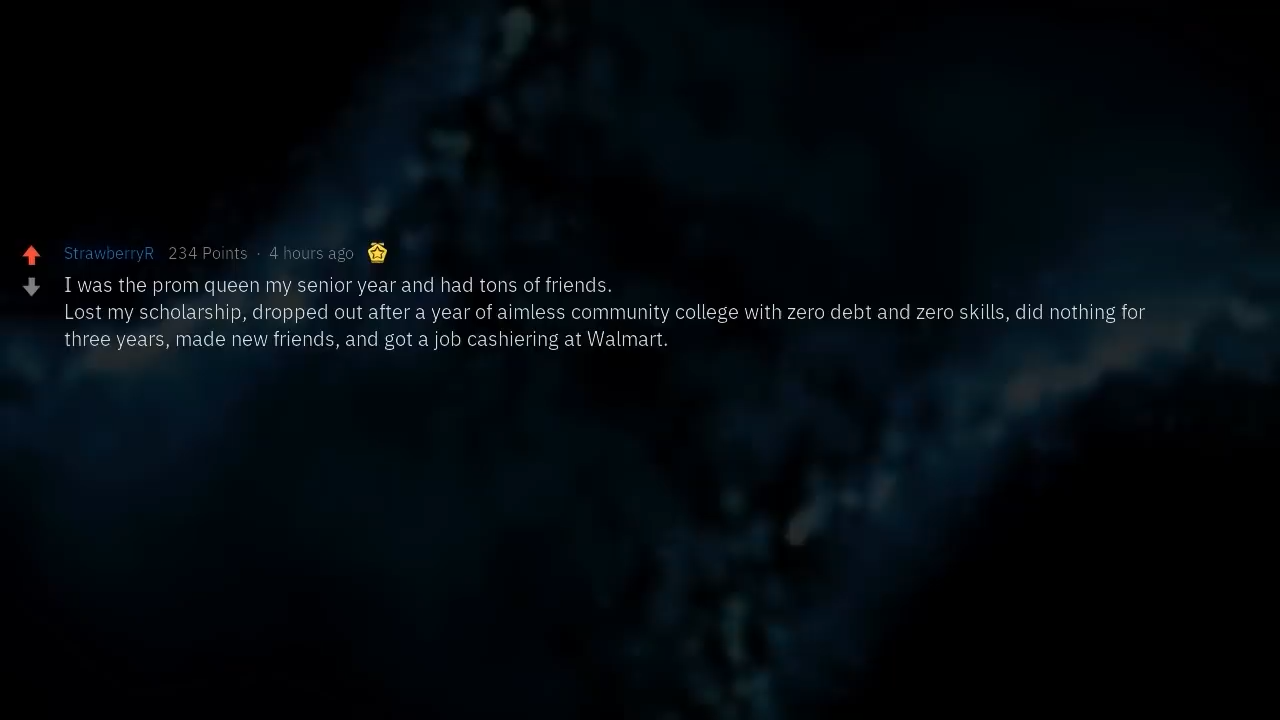 StrawberryR 234 Points · 4 hours ago
I was the prom queen my senior year and had tons of friends.
Lost my scholarship, dropped out after a year of aimless community college with zero debt and zero skills, did nothing for
three years, made new friends, and got a job cashiering at Walmart.